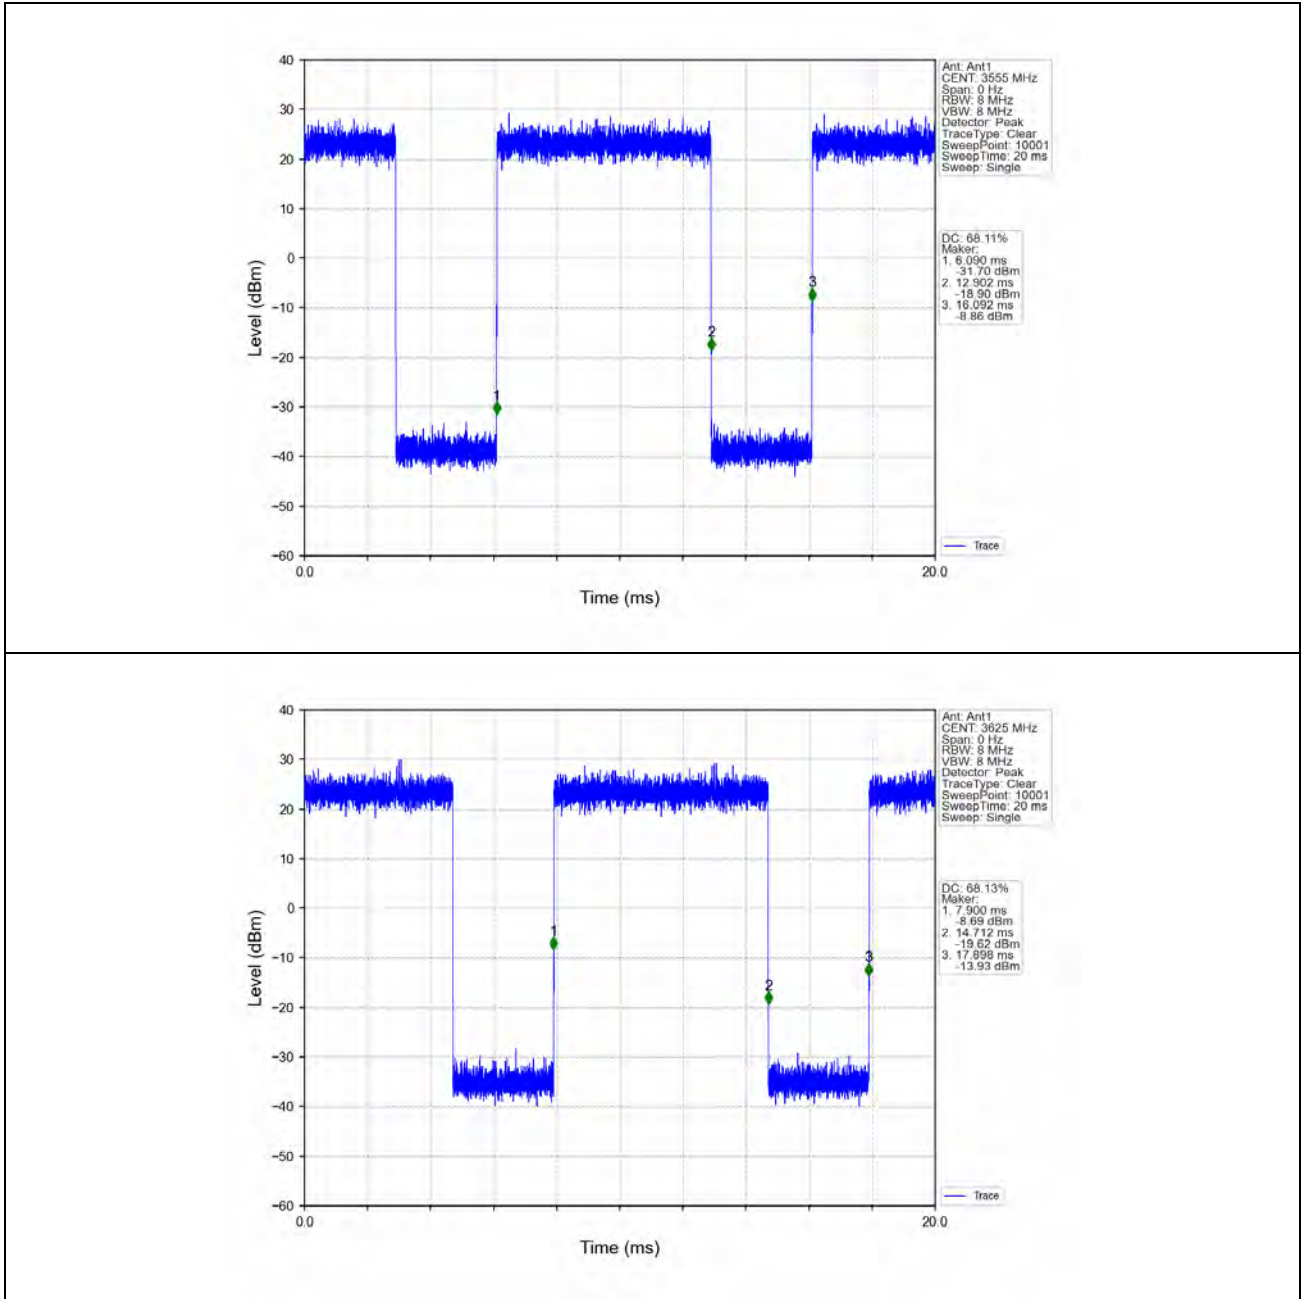 40
30
20
10
0
−10
−20
−30
−40
−50
−60
Level (dBm)
0.0
20.0
Time (ms)
1
2
3
Ant: Ant1
CENT: 3555 MHz
Span: 0 Hz
RBW: 8 MHz
VBW: 8 MHz
Detector: Peak
TraceType: Clear
SweepPoint: 10001
SweepTime: 20 ms
Sweep: Single
DC: 68.11%
Maker:
1. 6.090 ms
-31.70 dBm
2. 12.902 ms
-18.90 dBm
3. 16.092 ms
-8.86 dBm
Trace
40
30
20
10
0
−10
−20
−30
−40
−50
−60
Level (dBm)
0.0
20.0
Time (ms)
1
2
3
Ant: Ant1
CENT: 3625 MHz
Span: 0 Hz
RBW: 8 MHz
VBW: 8 MHz
Detector: Peak
TraceType: Clear
SweepPoint: 10001
SweepTime: 20 ms
Sweep: Single
DC: 68.13%
Maker:
1. 7.900 ms
-8.69 dBm
2. 14.712 ms
-19.62 dBm
3. 17.898 ms
-13.93 dBm
Trace